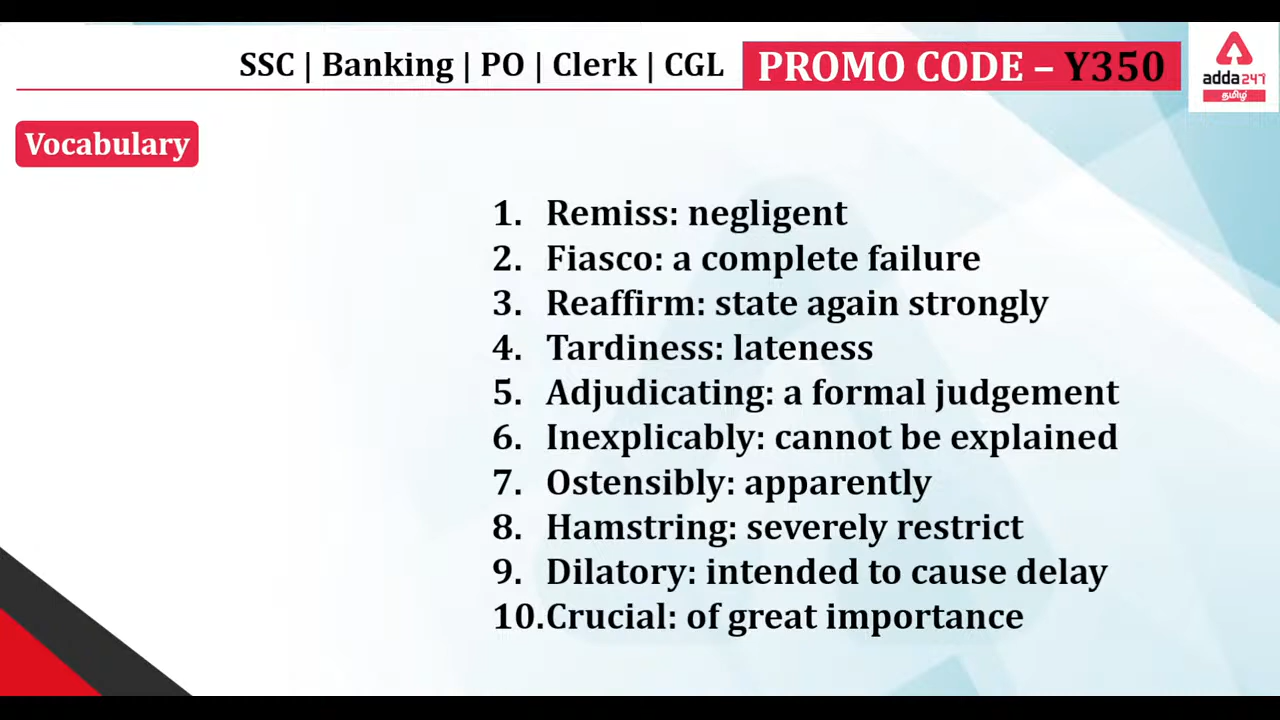 SSC | Banking | PO | Clerk | CGL
PROMO CODE – Y350
adda247
தமிழ்
Vocabulary
1. Remiss: negligent
2. Fiasco: a complete failure
3. Reaffirm: state again strongly
4. Tardiness: lateness
5. Adjudicating: a formal judgement
6. Inexplicably: cannot be explained
7. Ostensibly: apparently
8. Hamstring: severely restrict
9. Dilatory: intended to cause delay
10.Crucial: of great importance